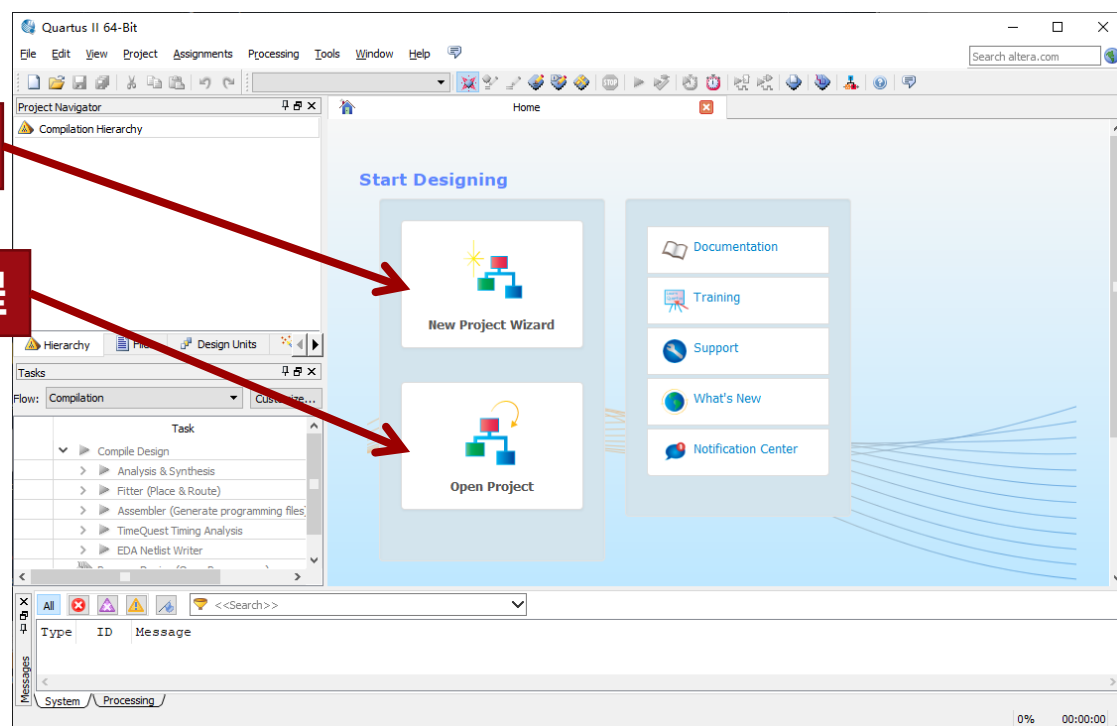 Quartus II 64-Bit
File Edit View Project Assignments Processing Tools Window Help
Search altera.com
Project Navigator
Home
Compilation Hierarchy
Start Designing
New Project Wizard
Open Project
Documentation
Training
Support
What's New
Notification Center
Hierarchy Design Units
Tasks
Flow: Compilation Customize...
Task
Compile Design
Analysis & Synthesis
Fitter (Place & Route)
Assembler (Generate programming files)
TimeQuest Timing Analysis
EDA Netlist Writer
All <<Search>>
Type ID Message
Messages
System Processing
0% 00:00:00